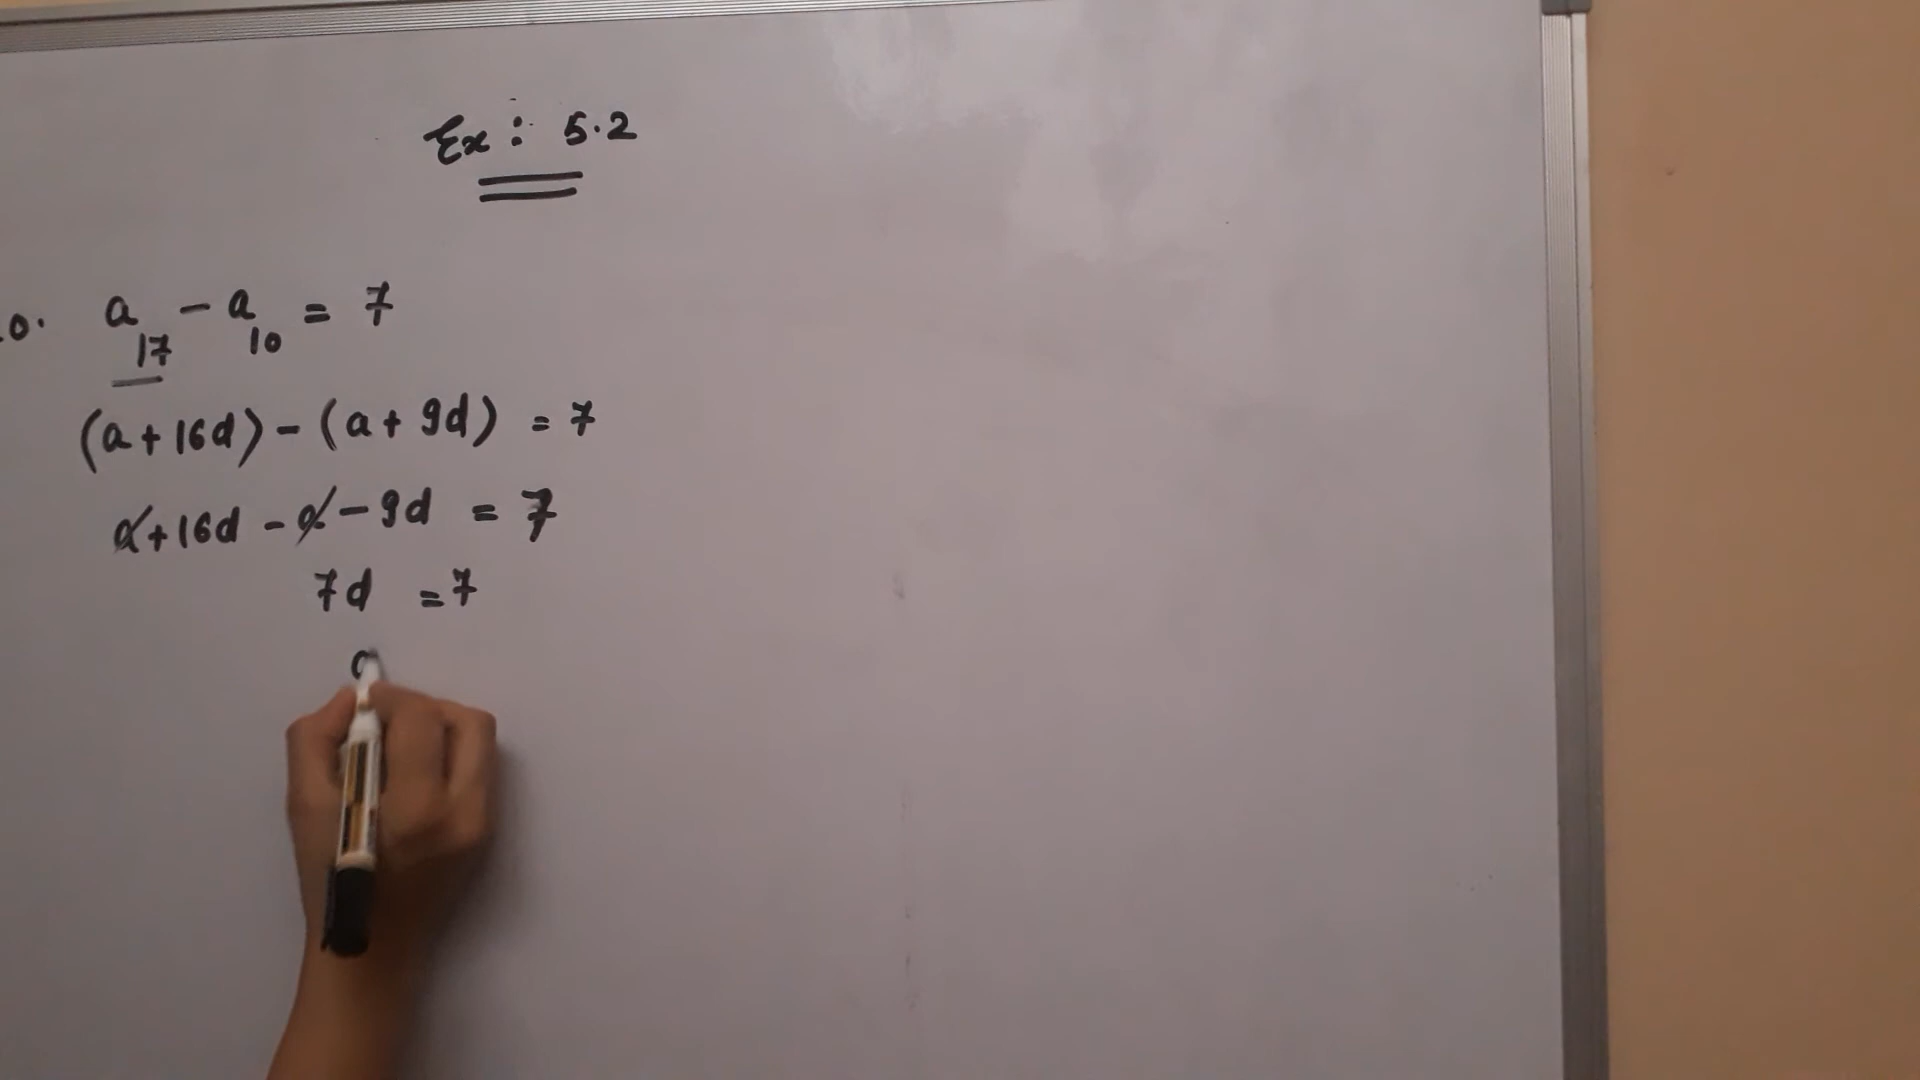 Ex : 5.2
0. a₁₇ - a₁₀ = 7
(a+16d) - (a+9d) = 7
a+16d - a - 9d = 7
7d = 7